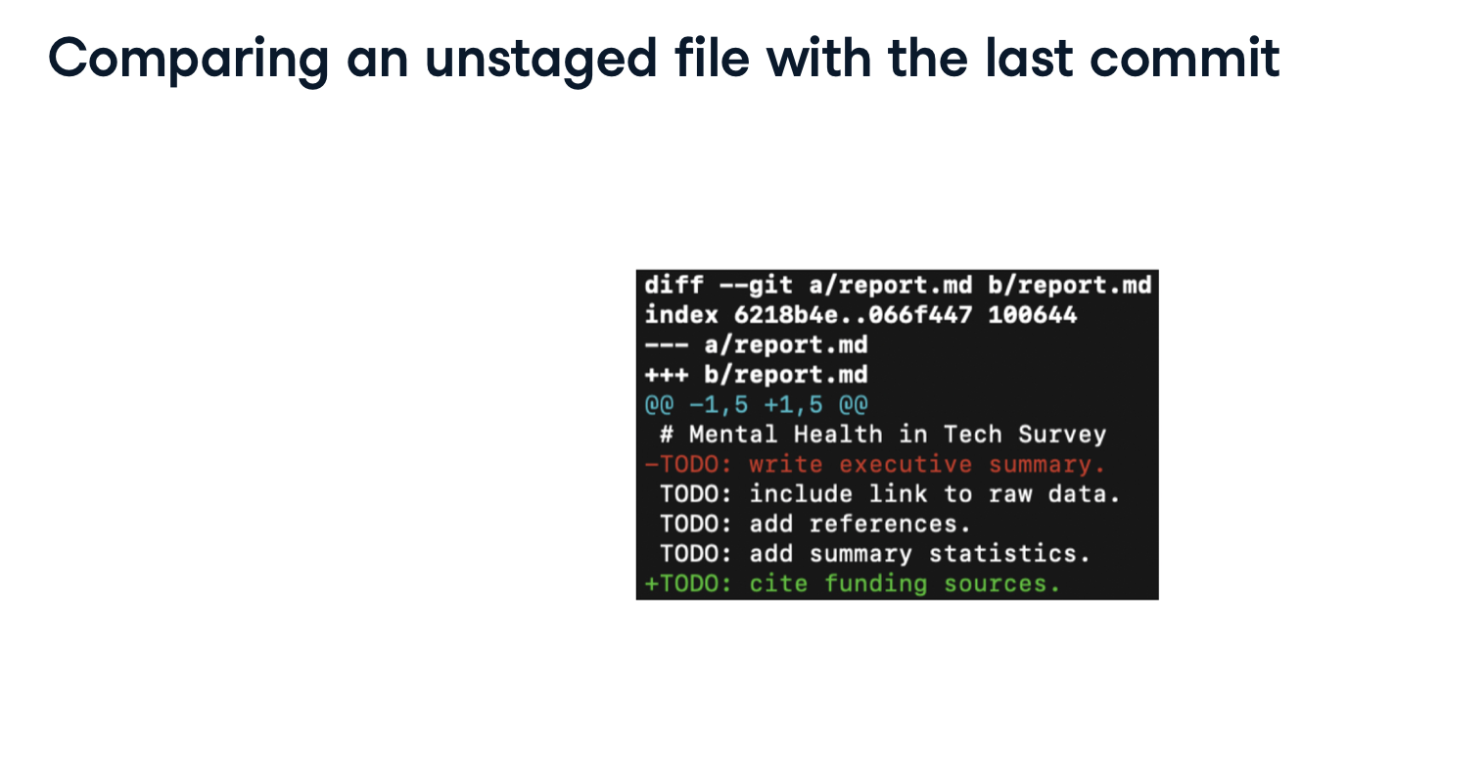 Comparing an unstaged file with the last commit
diff --git a/report.md b/report.md
index 6218b4e..066f447 100644
--- a/report.md
+++ b/report.md
@@ -1,5 +1,5 @@
 # Mental Health in Tech Survey
-TODO: write executive summary.
 TODO: include link to raw data.
 TODO: add references.
 TODO: add summary statistics.
+TODO: cite funding sources.